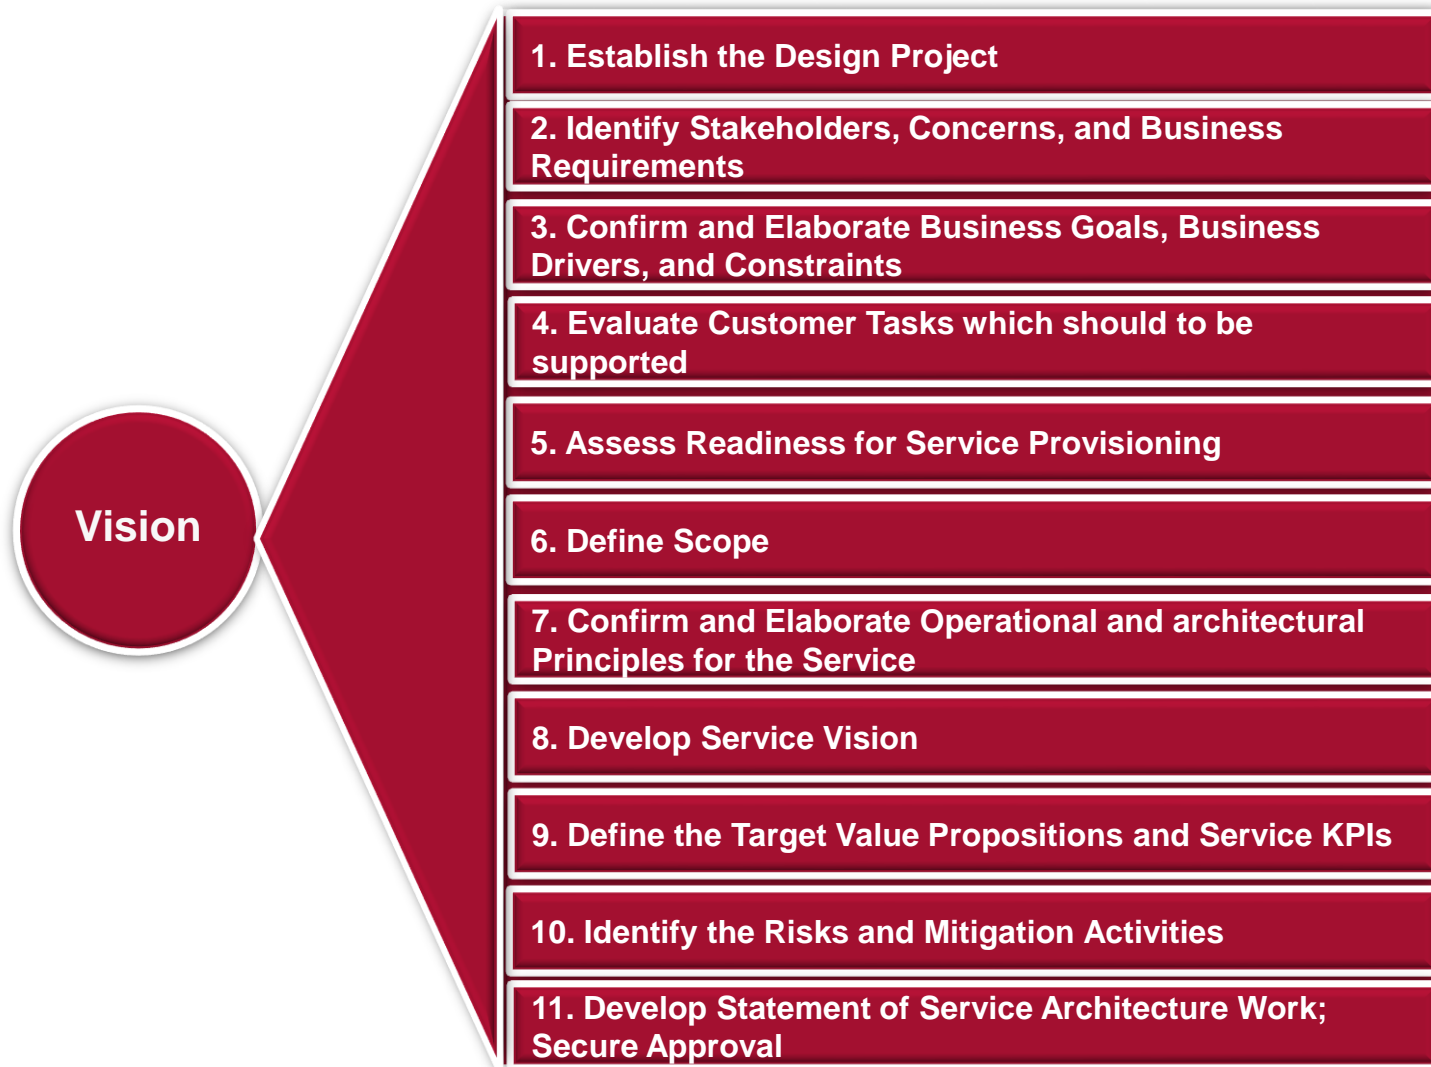 Vision
1. Establish the Design Project
2. Identify Stakeholders, Concerns, and Business
Requirements
3. Confirm and Elaborate Business Goals, Business
Drivers, and Constraints
4. Evaluate Customer Tasks which should to be
supported
5. Assess Readiness for Service Provisioning
6. Define Scope
7. Confirm and Elaborate Operational and architectural
Principles for the Service
8. Develop Service Vision
9. Define the Target Value Propositions and Service KPIs
10. Identify the Risks and Mitigation Activities
11. Develop Statement of Service Architecture Work;
Secure Approval